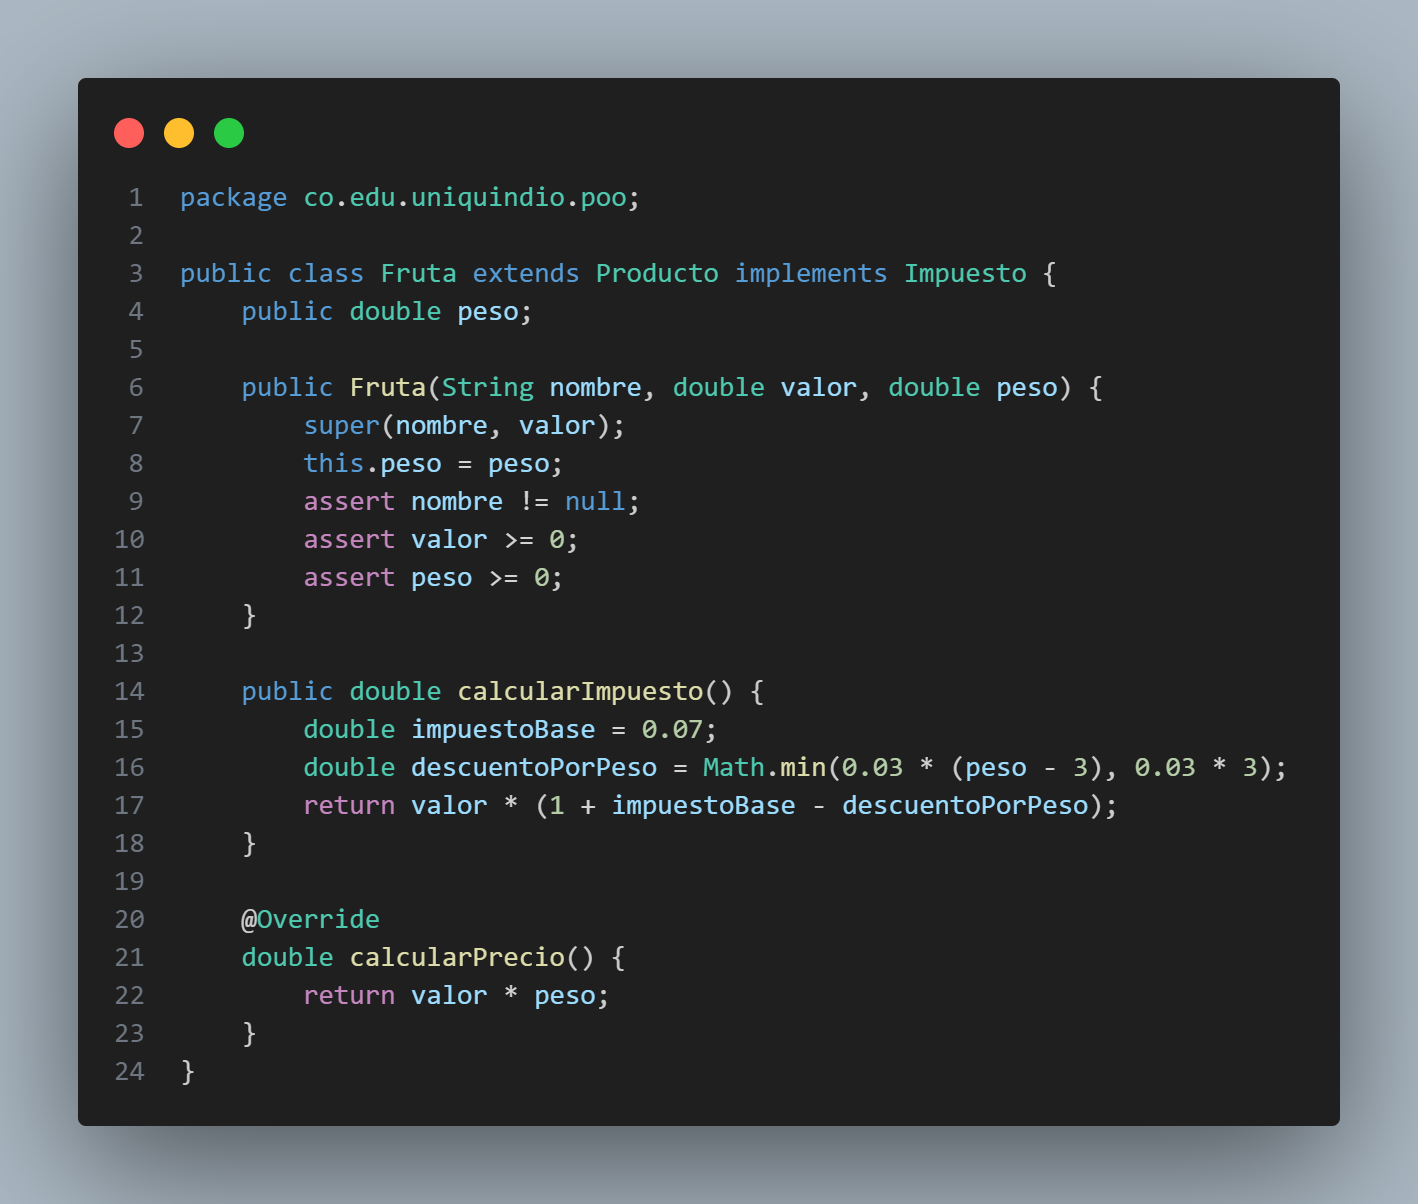 1 package co.edu.uniquindio.poo;
2
3 public class Fruta extends Producto implements Impuesto {
4     public double peso;
5
6     public Fruta(String nombre, double valor, double peso) {
7         super(nombre, valor);
8         this.peso = peso;
9         assert nombre != null;
10         assert valor >= 0;
11         assert peso >= 0;
12     }
13
14     public double calcularImpuesto() {
15         double impuestoBase = 0.07;
16         double descuentoPorPeso = Math.min(0.03 * (peso - 3), 0.03 * 3);
17         return valor * (1 + impuestoBase - descuentoPorPeso);
18     }
19
20     @Override
21     double calcularPrecio() {
22         return valor * peso;
23     }
24 }